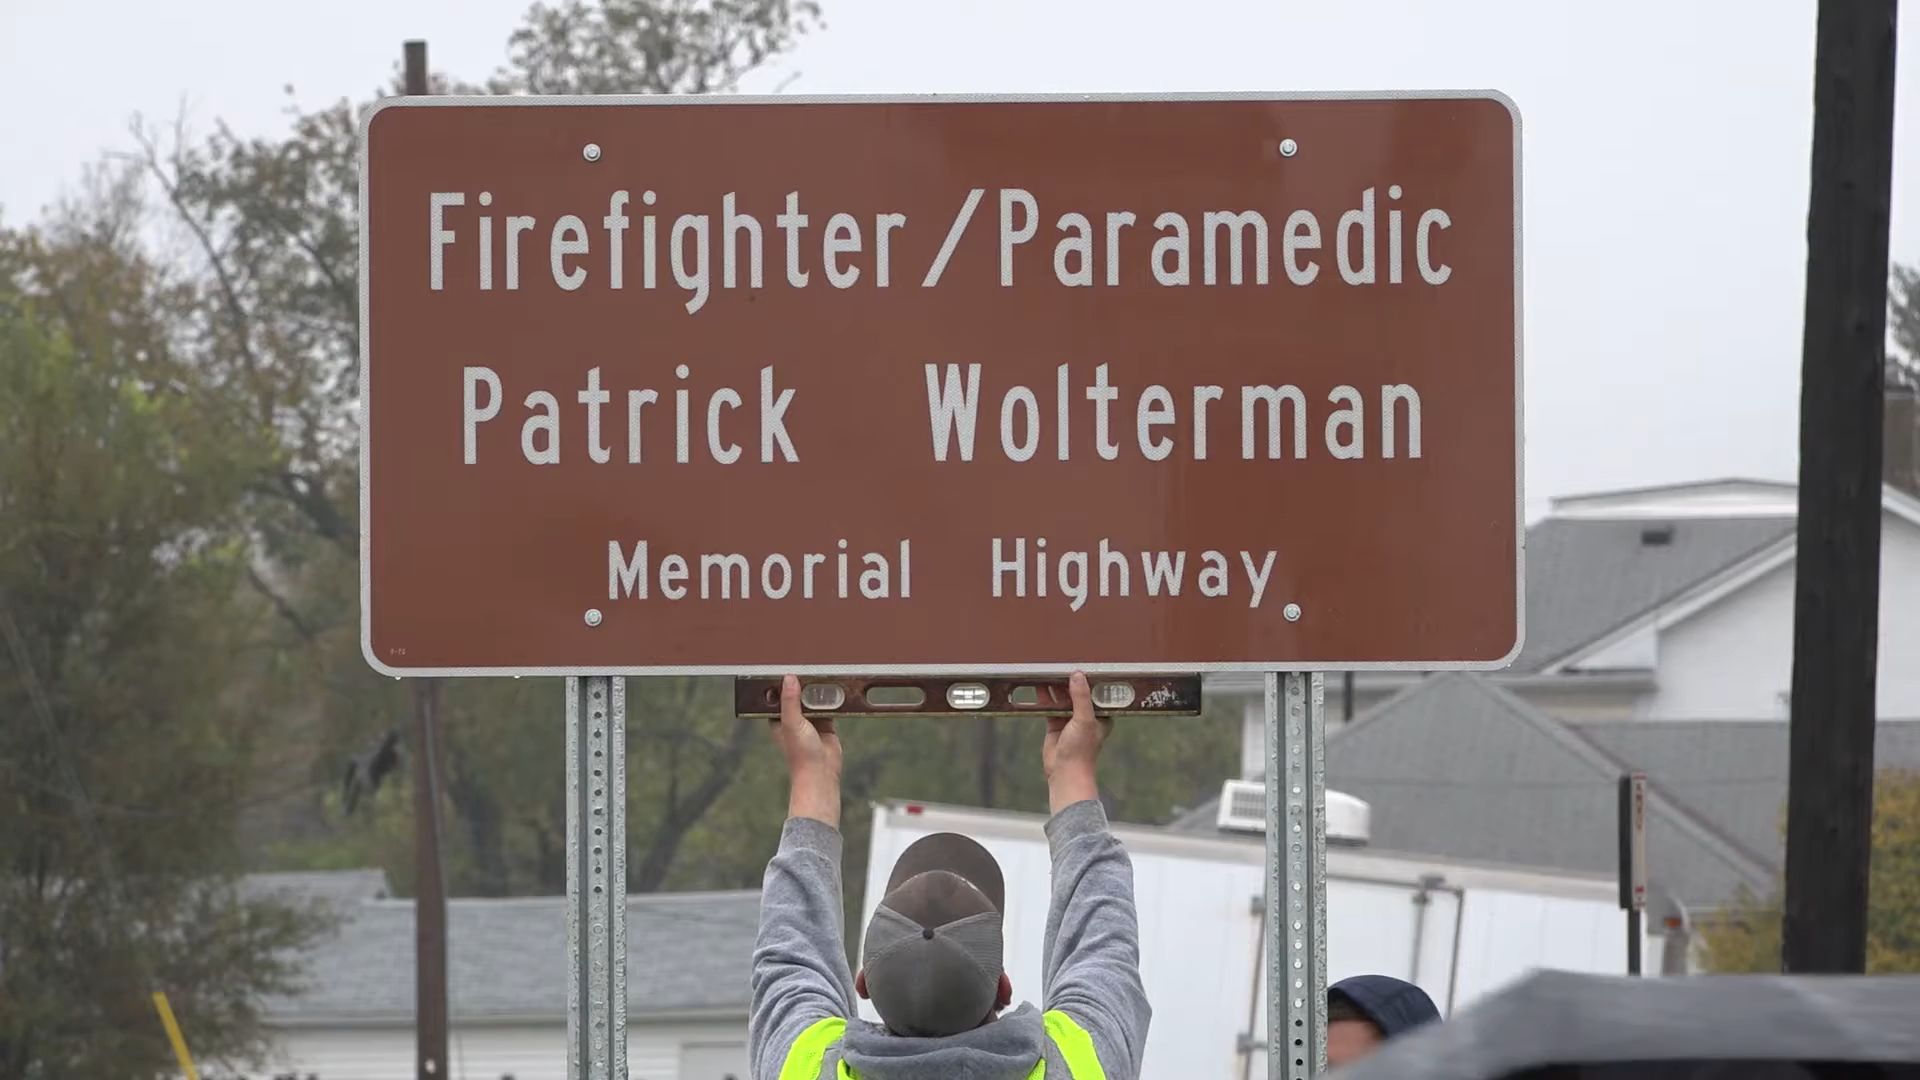 Firefighter/Paramedic
Patrick Wolterman
Memorial Highway